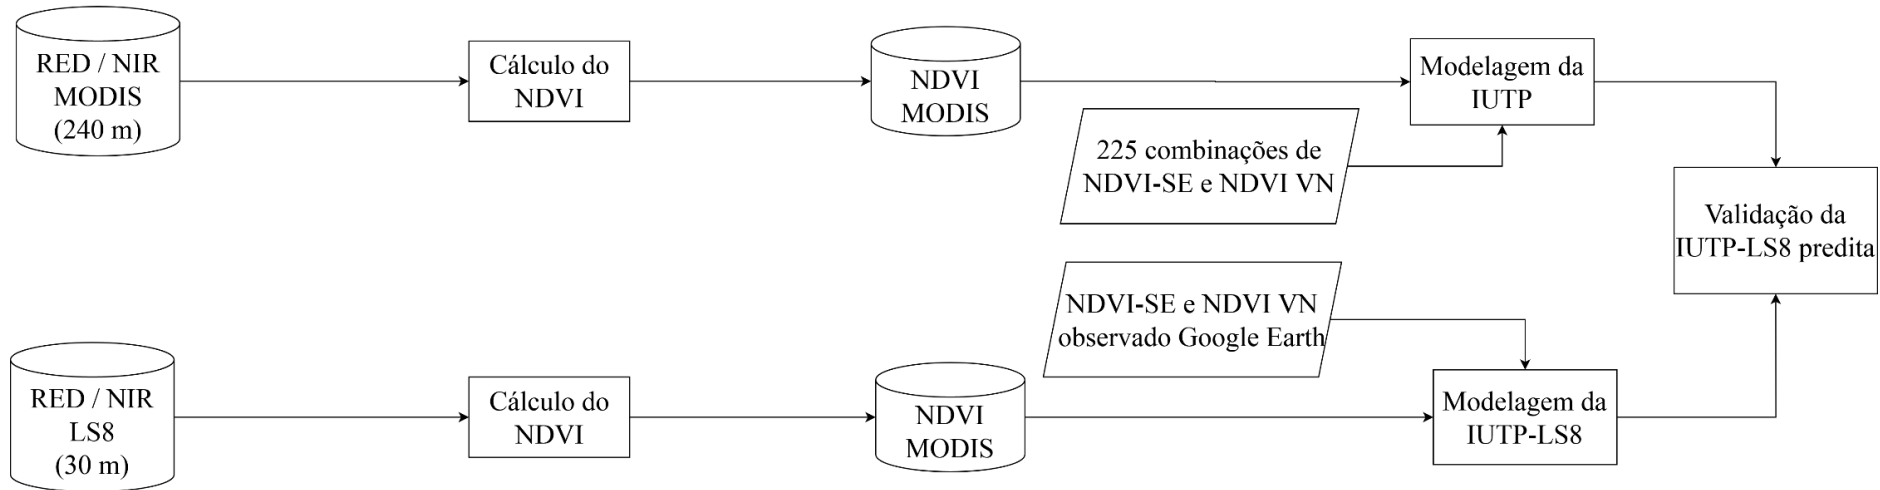 RED / NIR
MODIS
(240 m)
Cálculo do
NDVI
NDVI
MODIS
Modelagem da
IUTP
225 combinações de
NDVI-SE e NDVI VN
Validação da
IUTP-LS8 predita
NDVI-SE e NDVI VN
observado Google Earth
RED / NIR
LS8
(30 m)
Cálculo do
NDVI
NDVI
MODIS
Modelagem da
IUTP-LS8